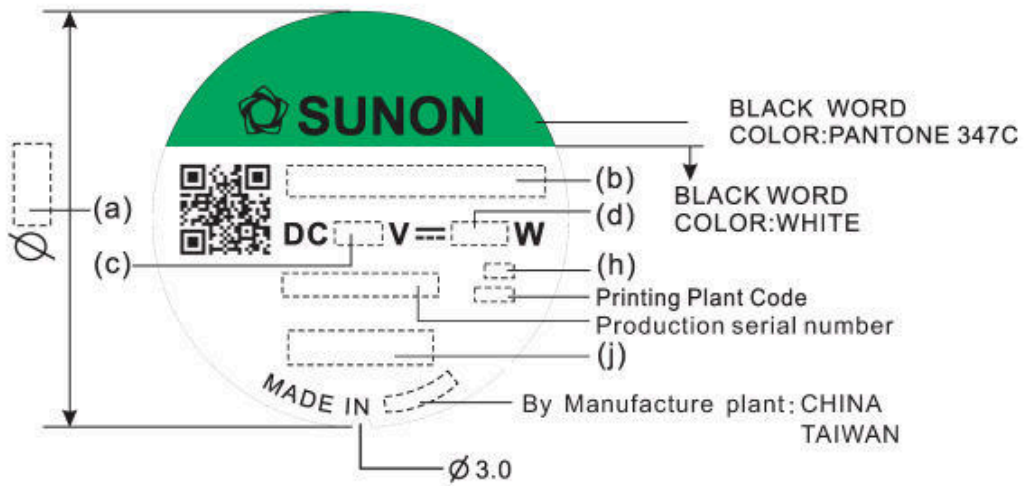 SUNON
BLACK WORD
COLOR:PANTONE 347C
BLACK WORD
COLOR:WHITE
(a)
(b)
(c)
DC V W
(d)
(h)
Printing Plant Code
Production serial number
(j)
MADE IN
By Manufacture plant: CHINA
TAIWAN
Ø
Ø 3.0